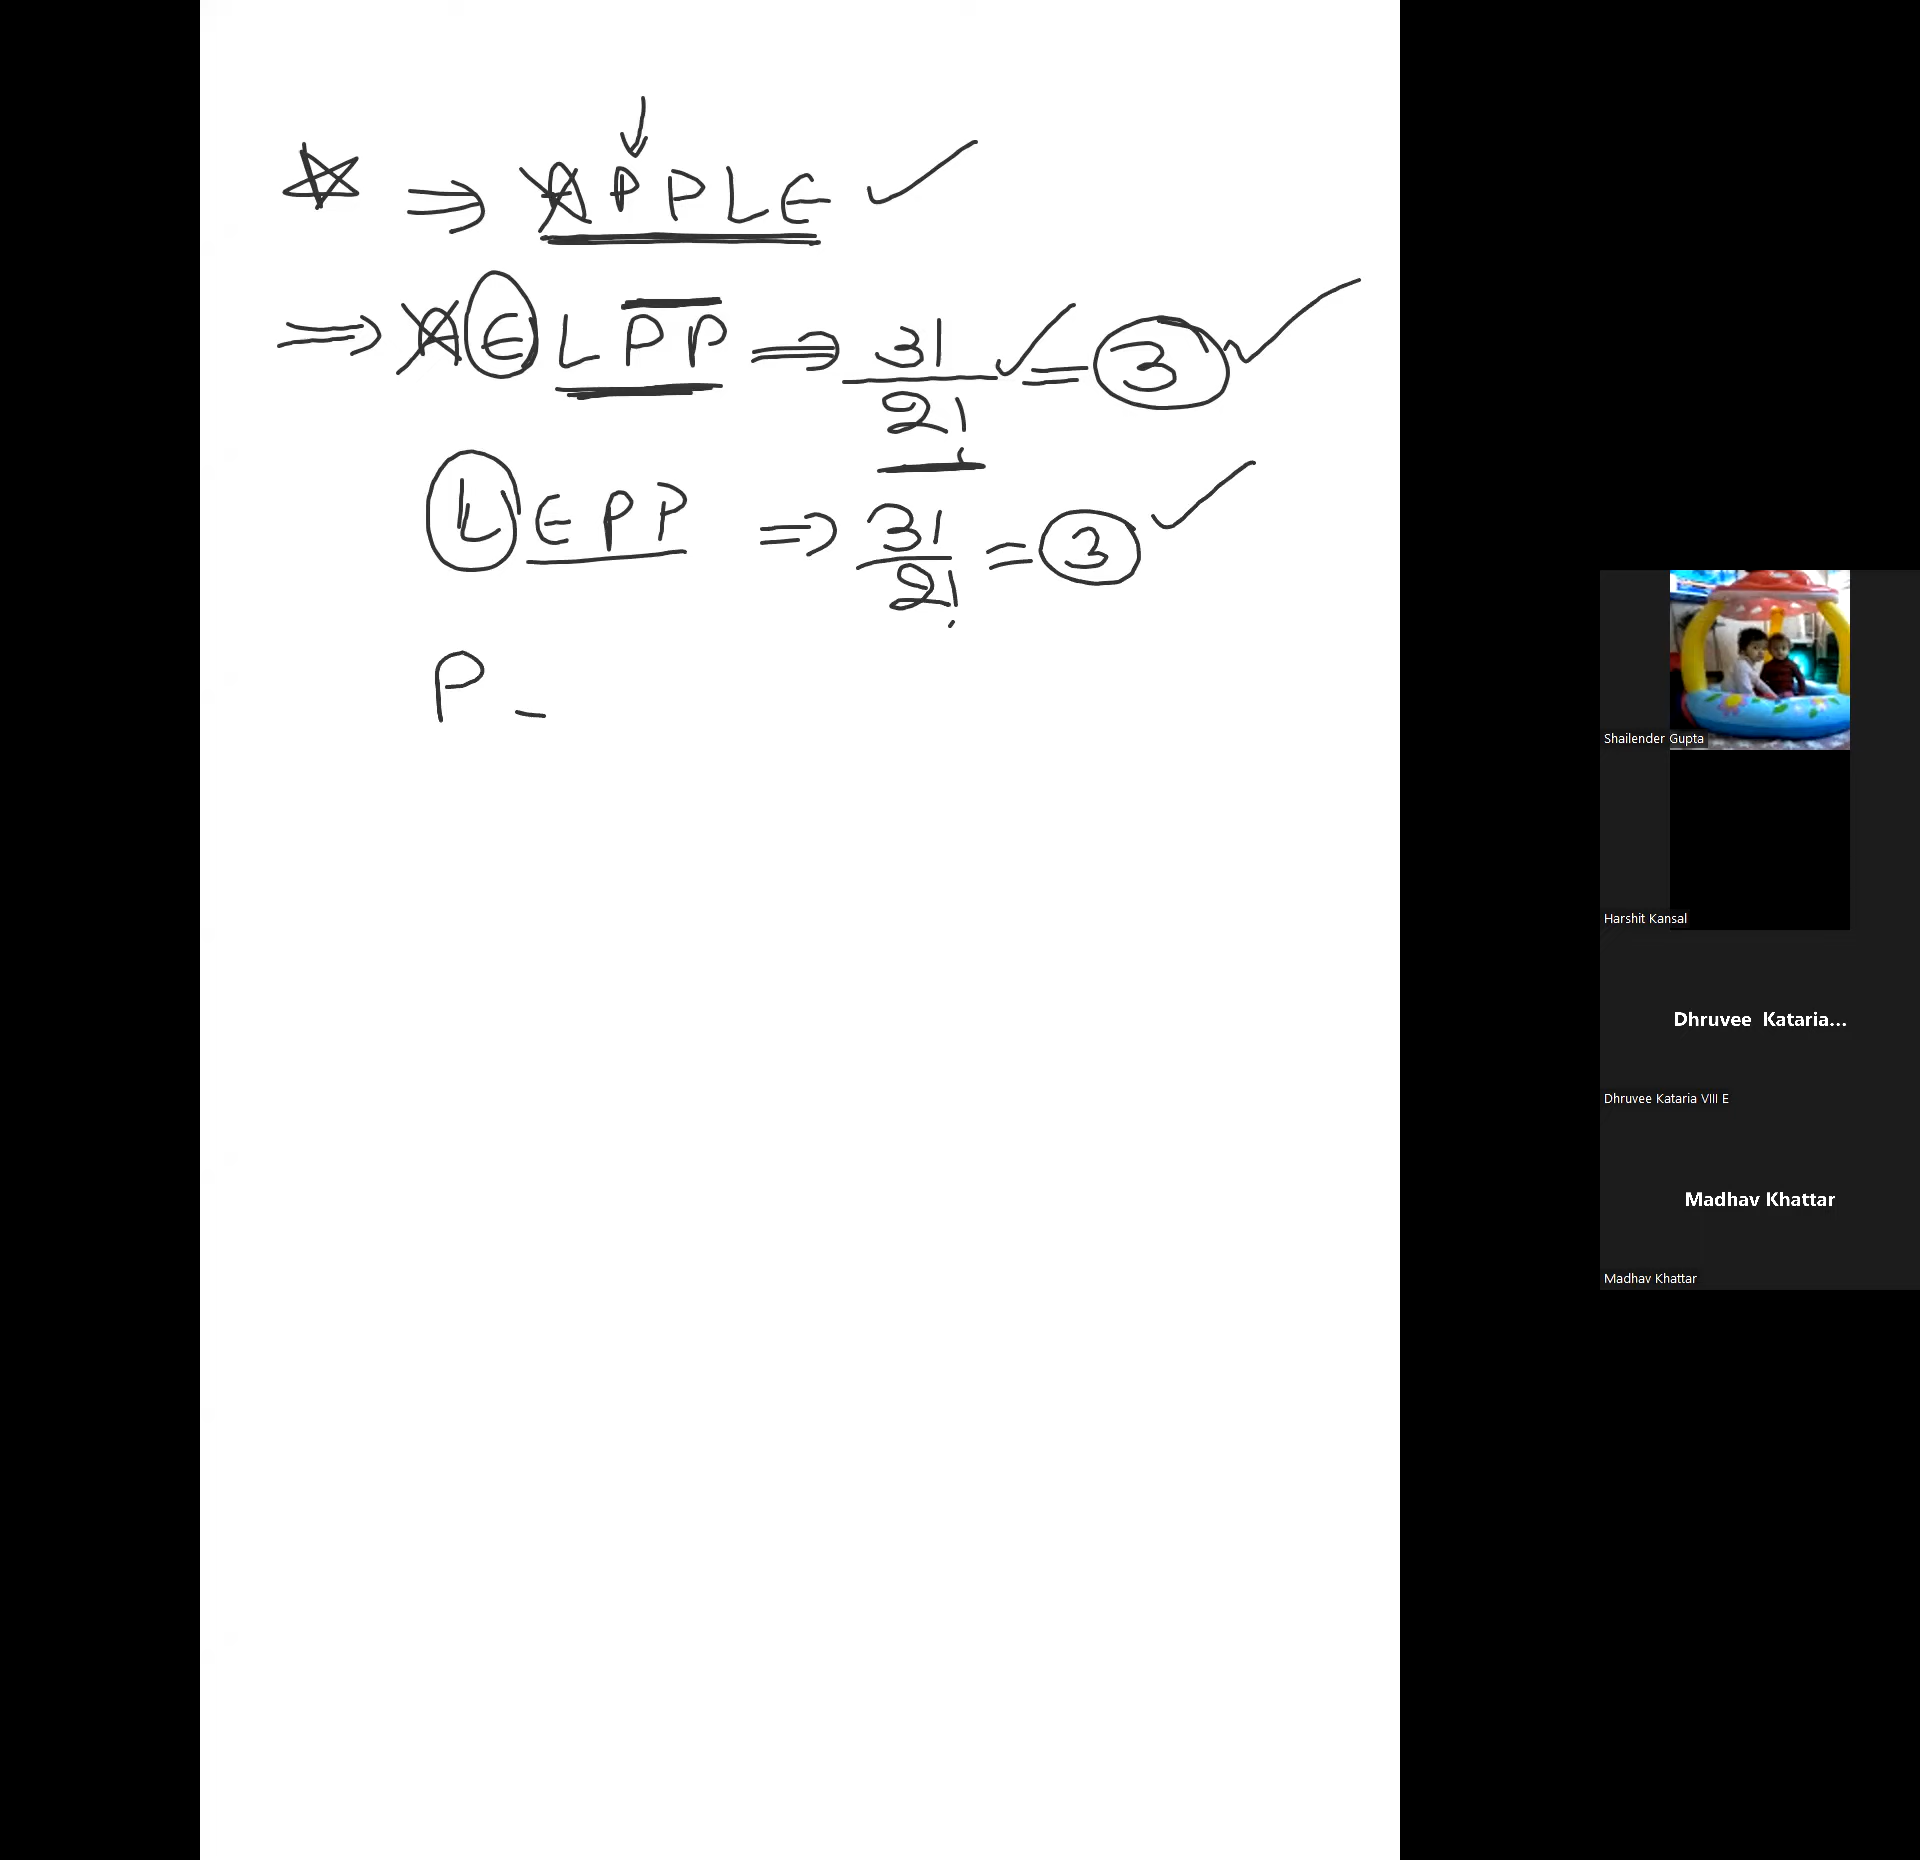 ☆ ⇒ APPLE ✓
⇒ AELPP ⇒ 3!/2! ✓ = 3 ✓
LEPP ⇒ 3!/2! = 3 ✓
P -
Shailender Gupta
Harshit Kansal
Dhruvee Kataria...
Dhruvee Kataria VIII E
Madhav Khattar
Madhav Khattar